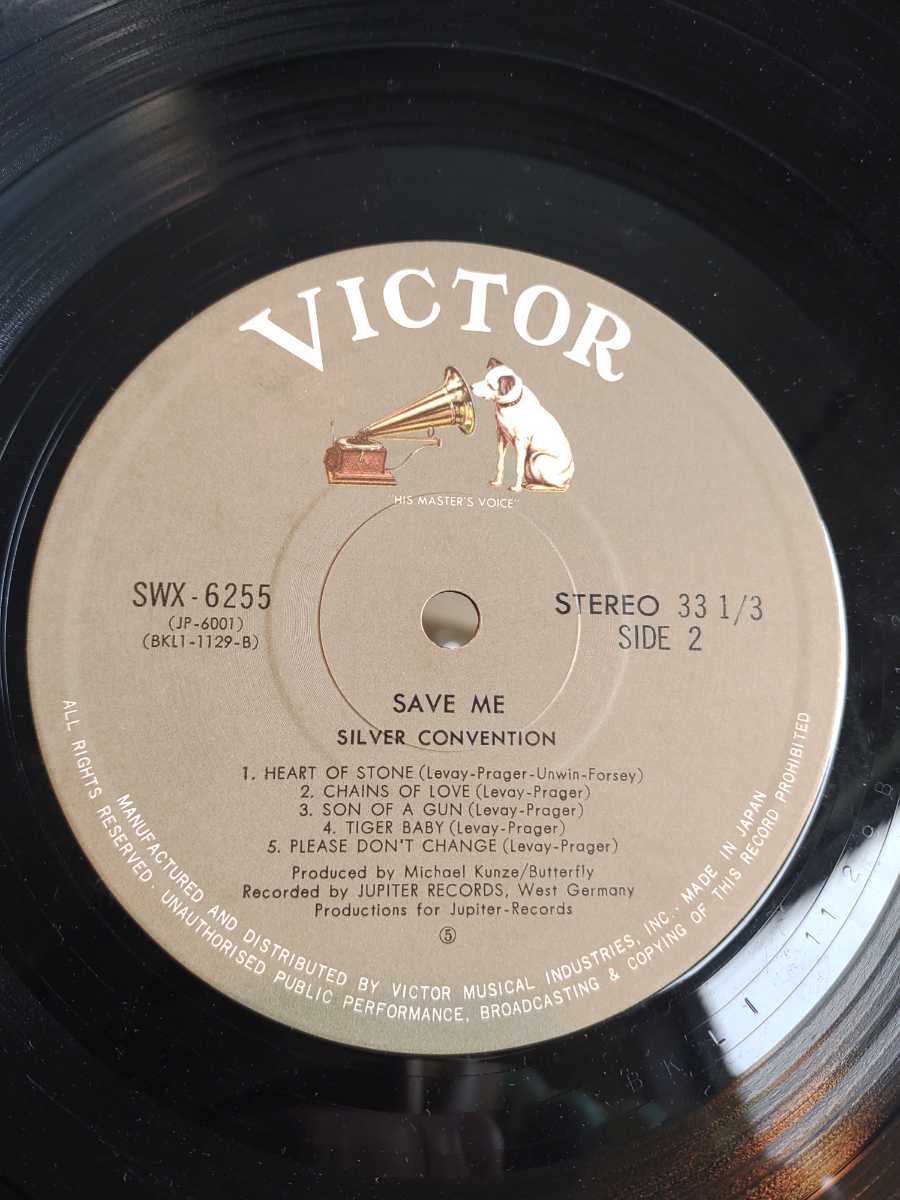 VICTOR
"HIS MASTER'S VOICE"
SWX-6255
(JP-6001)
(BKL1-1129-B)
STEREO 33 1/3
SIDE 2
SAVE ME
SILVER CONVENTION
1. HEART OF STONE (Levay-Prager-Unwin-Forsey)
2. CHAINS OF LOVE (Levay-Prager)
3. SON OF A GUN (Levay-Prager)
4. TIGER BABY (Levay-Prager)
5. PLEASE DON'T CHANGE (Levay-Prager)
Produced by Michael Kunze/Butterfly
Recorded by JUPITER RECORDS, West Germany
Productions for Jupiter-Records
⑤
MANUFACTURED AND DISTRIBUTED BY VICTOR MUSICAL INDUSTRIES, INC.. MADE IN JAPAN
ALL RIGHTS RESERVED. UNAUTHORISED PUBLIC PERFORMANCE, BROADCASTING & COPYING OF THIS RECORD PROHIBITED